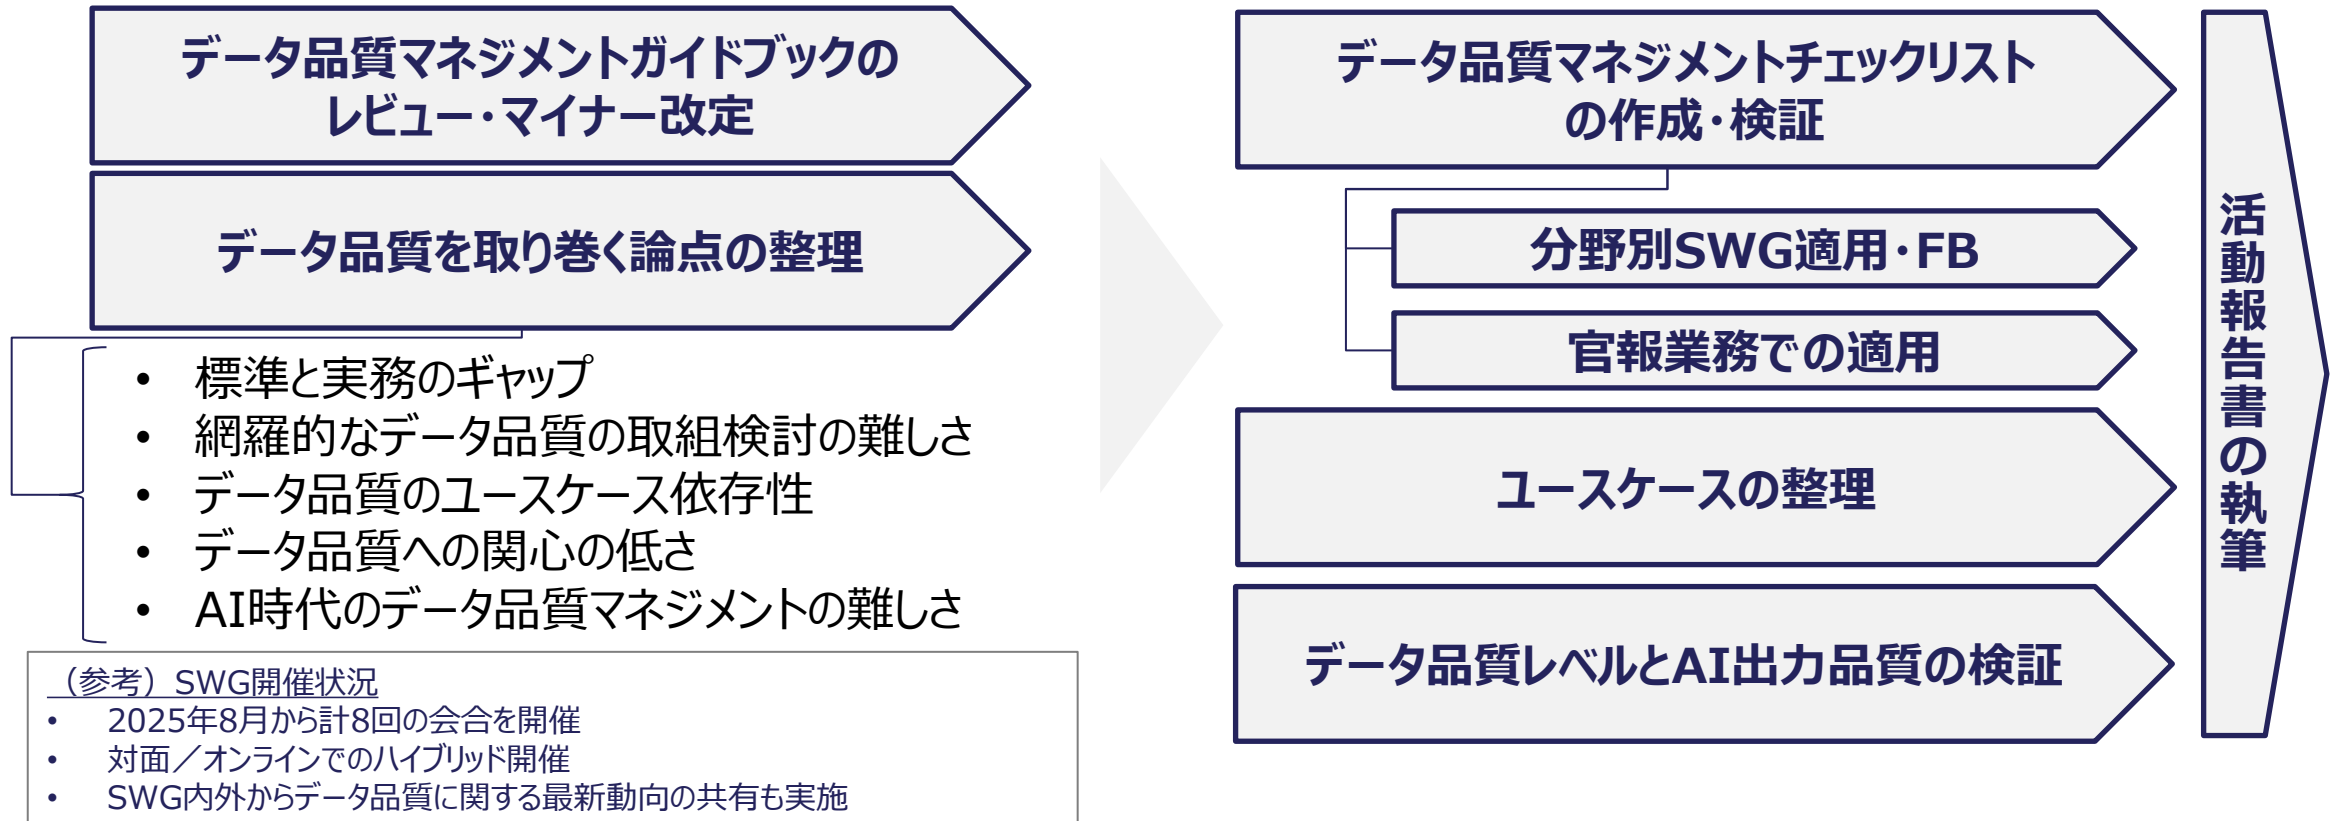 データ品質マネジメントガイドブックの
レビュー・マイナー改定
データ品質を取り巻く論点の整理
• 標準と実務のギャップ
• 網羅的なデータ品質の取組検討の難しさ
• データ品質のユースケース依存性
• データ品質への関心の低さ
• AI時代のデータ品質マネジメントの難しさ
（参考）SWG開催状況
• 2025年8月から計8回の会合を開催
• 対面／オンラインでのハイブリッド開催
• SWG内外からデータ品質に関する最新動向の共有も実施
データ品質マネジメントチェックリスト
の作成・検証
分野別SWG適用・FB
官報業務での適用
ユースケースの整理
データ品質レベルとAI出力品質の検証
活動報告書の執筆